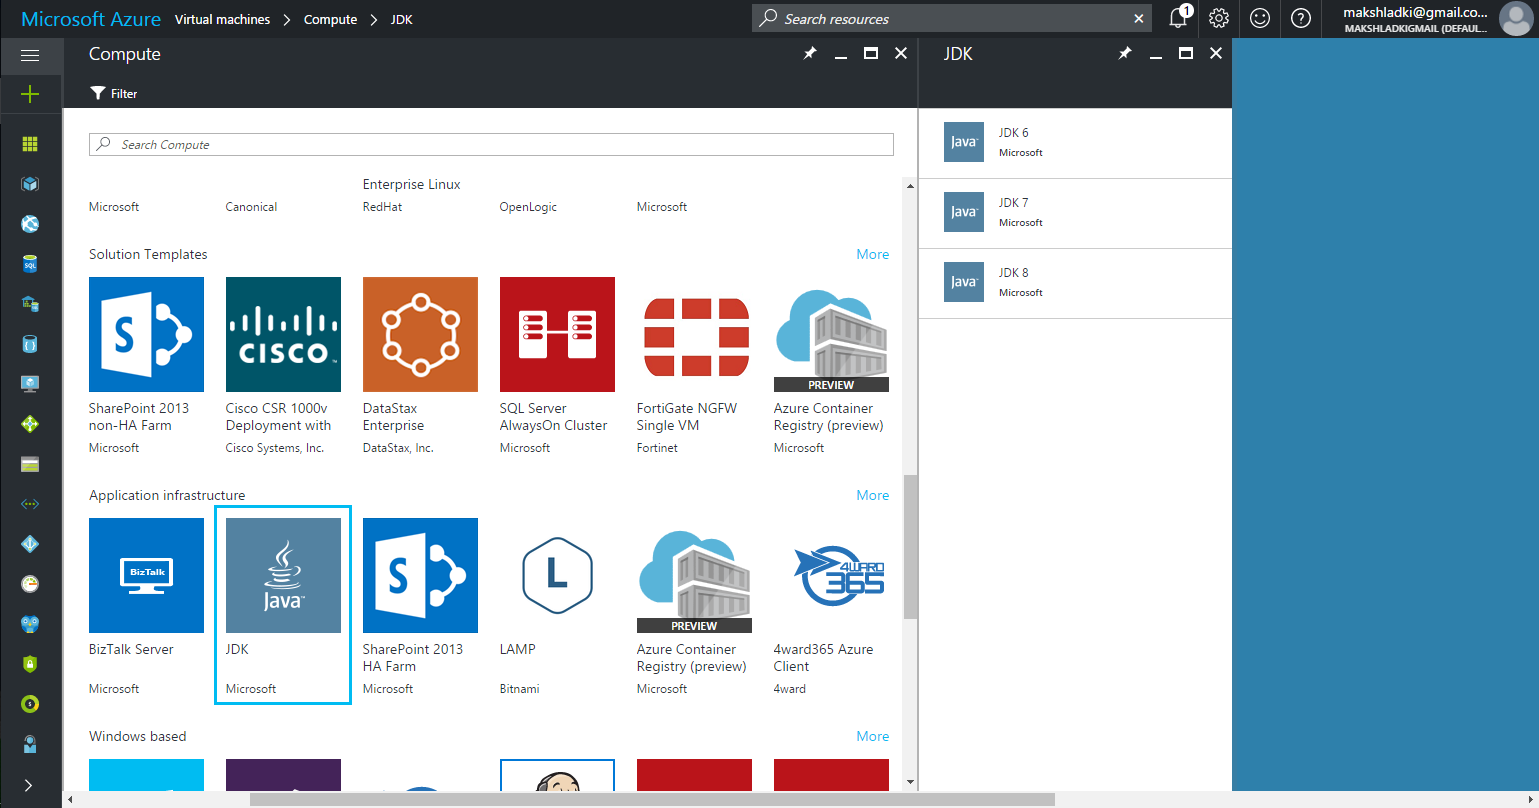 Microsoft Azure
Virtual machines
Compute
JDK
Search resources
1
makshladki@gmail.co...
MAKSHLADKIGMAIL (DEFAUL...
Compute
Filter
Search Compute
Enterprise Linux
Microsoft
Canonical
RedHat
OpenLogic
Microsoft
Solution Templates
More
CISCO
PREVIEW
SharePoint 2013
non-HA Farm
Microsoft
Cisco CSR 1000v
Deployment with
Cisco Systems, Inc.
DataStax
Enterprise
DataStax, Inc.
SQL Server
AlwaysOn Cluster
Microsoft
FortiGate NGFW
Single VM
Fortinet
Azure Container
Registry (preview)
Microsoft
Application infrastructure
More
BizTalk
Java
L
PREVIEW
4WARD
365
BizTalk Server
Microsoft
JDK
Microsoft
SharePoint 2013
HA Farm
Microsoft
LAMP
Bitnami
Azure Container
Registry (preview)
Microsoft
4ward365 Azure
Client
4ward
Windows based
More
JDK
Java
JDK 6
Microsoft
Java
JDK 7
Microsoft
Java
JDK 8
Microsoft
SQL